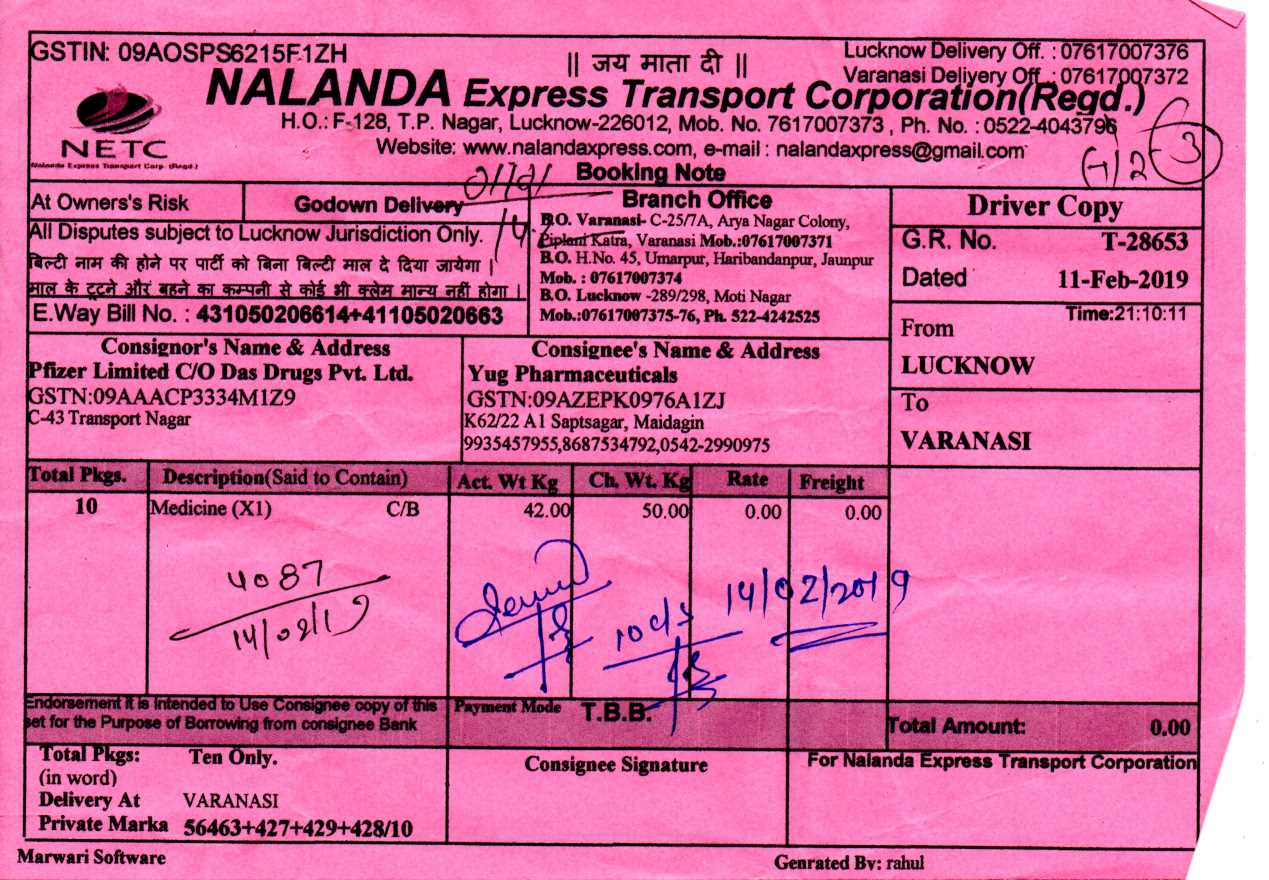 GSTIN: 09AOSPS6215F1ZH
|| जय माता दी ||
Lucknow Delivery Off. : 07617007376
Varanasi Delivery Off. : 07617007372
NALANDA Express Transport Corporation(Regd.)
H.O.: F-128, T.P. Nagar, Lucknow-226012, Mob. No. 7617007373 , Ph. No. : 0522-4043796
Website: www.nalandaxpress.com, e-mail : nalandaxpress@gmail.com
NETC
Nalanda Express Transport Corp. (Regd.)
Booking Note
At Owners's Risk
Godown Delivery
All Disputes subject to Lucknow Jurisdiction Only.
बिल्टी नाम की होने पर पार्टी को बिना बिल्टी माल दे दिया जायेगा |
माल के टूटने और बहने का कम्पनी से कोई भी क्लेम मान्य नहीं होगा |
E.Way Bill No. : 431050206614+41105020663
Branch Office
B.O. Varanasi- C-25/7A, Arya Nagar Colony,
Piplani Katra, Varanasi Mob.:07617007371
B.O. H.No. 45, Umarpur, Haribandanpur, Jaunpur
Mob. : 07617007374
B.O. Lucknow -289/298, Moti Nagar
Mob.:07617007375-76, Ph. 522-4242525
Driver Copy
G.R. No. T-28653
Dated 11-Feb-2019
Time:21:10:11
From
LUCKNOW
To
VARANASI
Consignor's Name & Address
Pfizer Limited C/O Das Drugs Pvt. Ltd.
GSTN:09AAACP3334M1Z9
C-43 Transport Nagar
Consignee's Name & Address
Yug Pharmaceuticals
GSTN:09AZEPK0976A1ZJ
K62/22 A1 Saptsagar, Maidagin
9935457955,8687534792,0542-2990975
Total Pkgs. Description(Said to Contain) Act. Wt Kg Ch. Wt. Kg Rate Freight
10 Medicine (X1) C/B 42.00 50.00 0.00 0.00
4087
14/02/19
14/02/2019
Endorsement it is Intended to Use Consignee copy of this
set for the Purpose of Borrowing from consignee Bank
Payment Mode T.B.B.
Total Amount: 0.00
Total Pkgs: Ten Only.
(in word)
Delivery At VARANASI
Private Marka 56463+427+429+428/10
Consignee Signature
For Nalanda Express Transport Corporation
Marwari Software
Genrated By: rahul